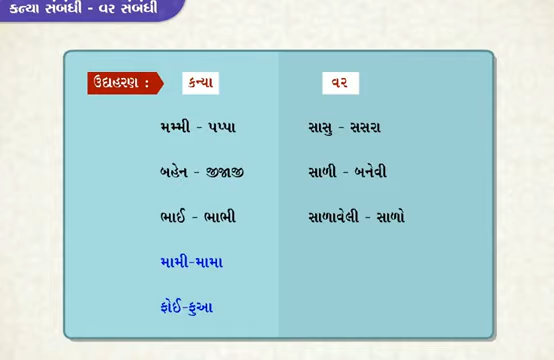 કન્યા સંબંધી - વર સંબંધી
ઉદાહરણ : કન્યા વર
મમ્મી - પપ્પા સાસુ - સસરા
બહેન - જીજાજી સાળી - બનેવી
ભાઈ - ભાભી સાળાવેલી - સાળો
મામી-મામા
ફોઈ-ફુઆ